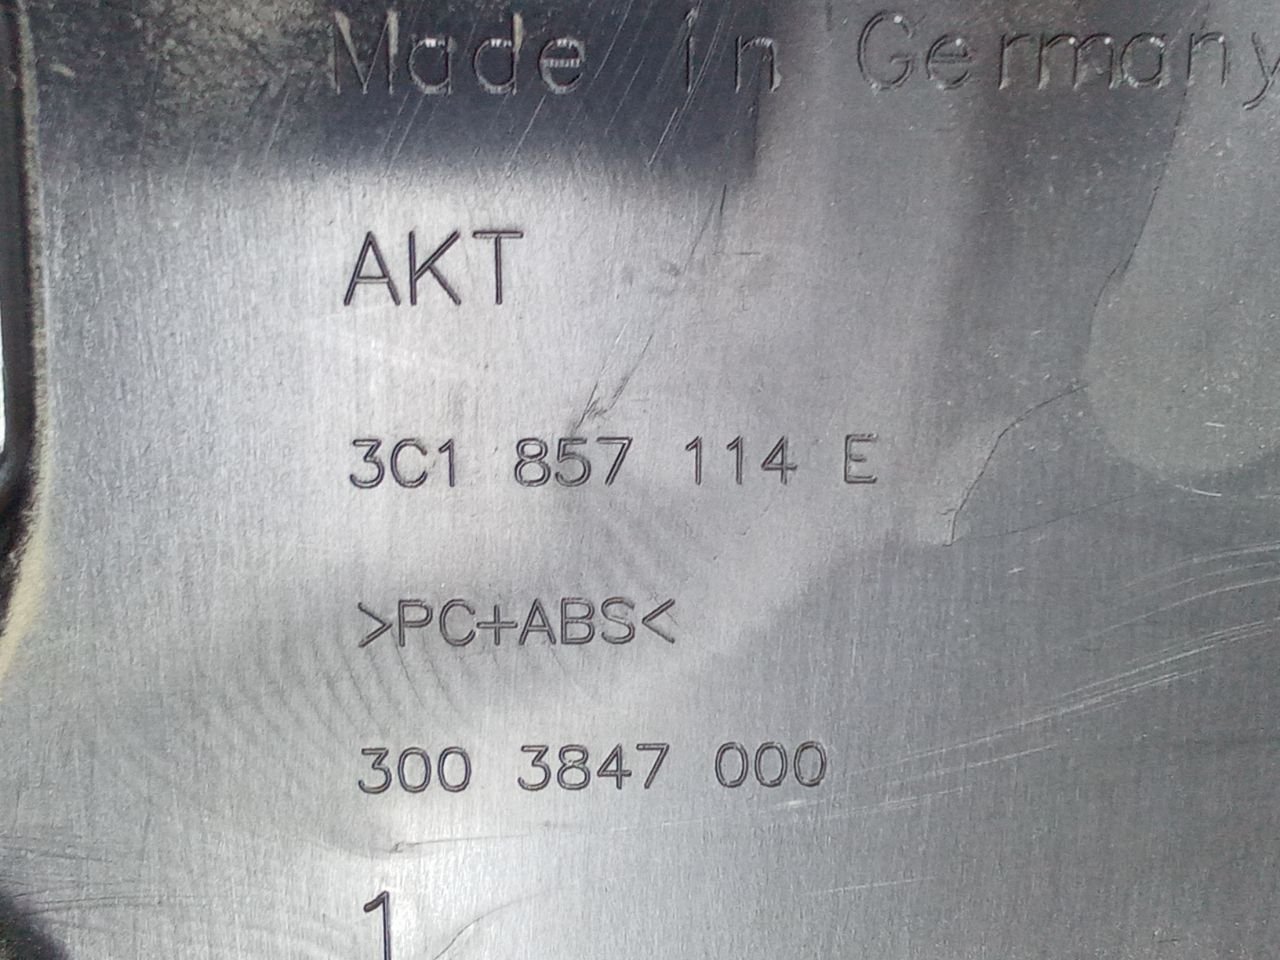 Made in Germany
AKT
3C1 857 114 E
>PC+ABS<
300 3847 000
1